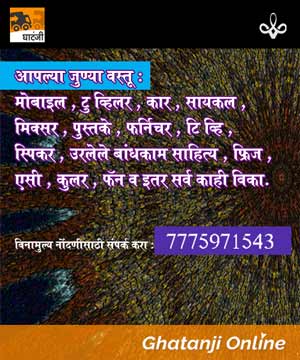 घाटंजी
आपल्या जुण्या वस्तू :
मोबाइल , टु व्हिलर , कार , सायकल ,
मिक्सर , पुस्तके , फर्निचर , टि व्हि ,
स्पिकर , उरलेले बांधकाम साहित्य , फ्रिज ,
एसी , कुलर , फॅन व इतर सर्व काही विका.
विनामुल्य नोंदणीसाठी संपर्क करा : 7775971543
Ghatanji Online